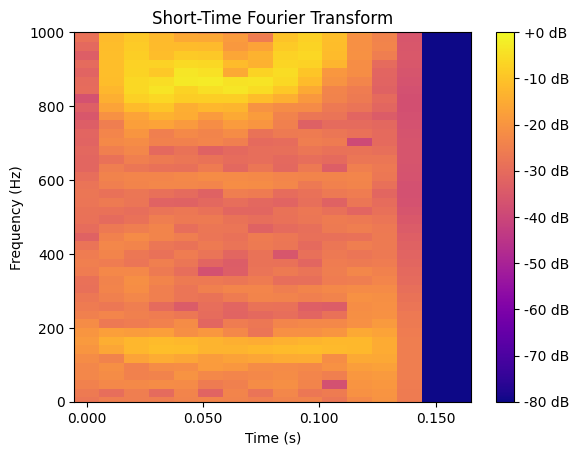 Short-Time Fourier Transform
1000
800
600
400
200
0
Frequency (Hz)
0.000
0.050
0.100
0.150
Time (s)
+0 dB
-10 dB
-20 dB
-30 dB
-40 dB
-50 dB
-60 dB
-70 dB
-80 dB